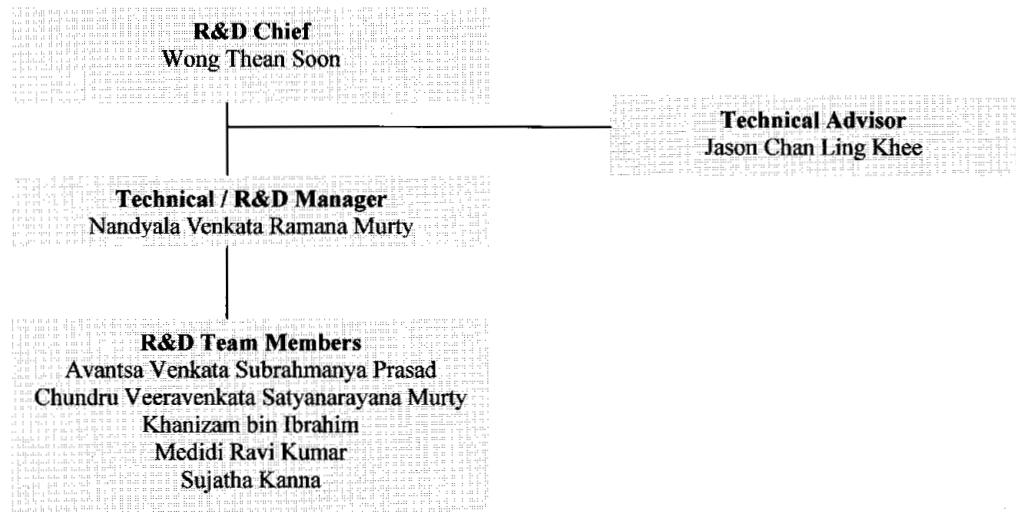 R&D Chief
Wong Thean Soon
Technical Advisor
Jason Chan Ling Khee
Technical / R&D Manager
Nandyala Venkata Ramana Murty
R&D Team Members
Avantsa Venkata Subrahmanya Prasad
Chundru Veeravenkata Satyanarayana Murty
Khanizam bin Ibrahim
Medidi Ravi Kumar
Sujatha Kanna